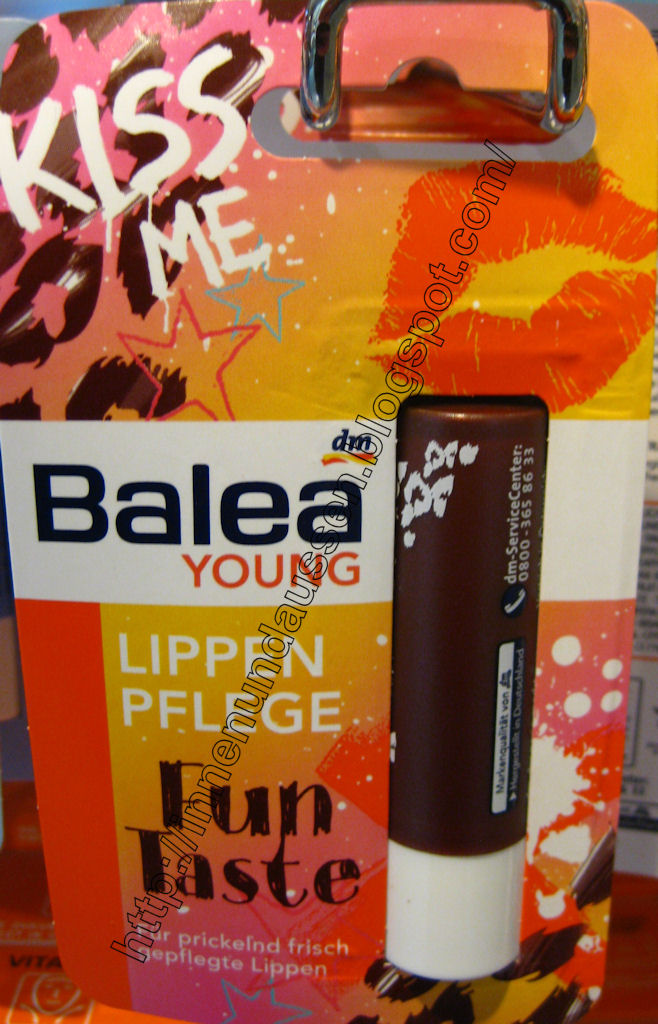 KISS
ME
dm
Balea
YOUNG
LIPPEN
PFLEGE
Fun
Taste
Für prickelnd frisch
gepflegte Lippen
dm-ServiceCenter:
0800-365 86 33
Markenqualität von dm
Hergestellt in Deutschland
http://innenundaussen.blogspot.com/
VITA